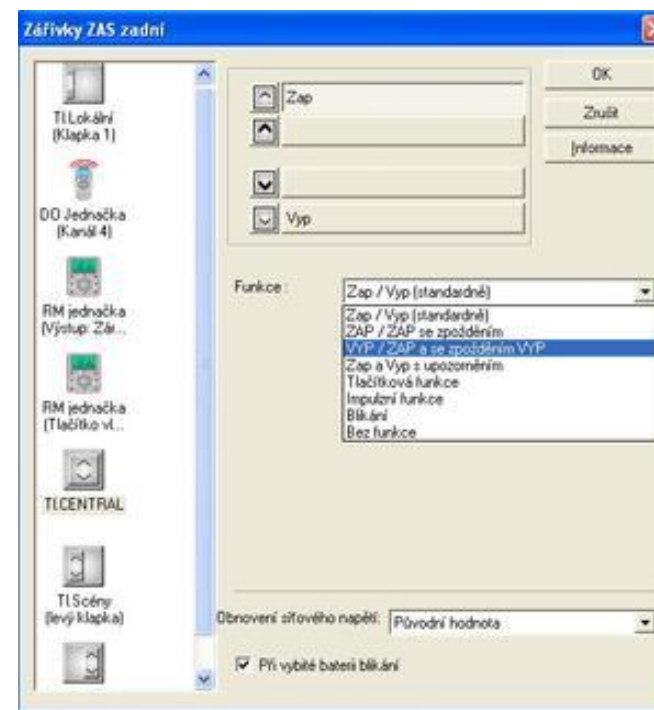 Zářivky ZAS zadní
Tl.Lokální
(Klapka 1)
DO Jednačka
(Kanál 4)
RM jednačka
(Výstup: Zář...
RM jednačka
(Tlačítko vl...
Tl.CENTRAL
Tl.Scény
(levý klapka)
Zap
Vyp
OK
Zrušit
Informace
Funkce :
Zap / Vyp (standardně)
Zap / Vyp (standardně)
ZAP / ZAP se zpožděním
VYP / ZAP a se zpožděním VYP
Zap a Vyp s upozorněním
Tlačítková funkce
Impulzní funkce
Blikání
Bez funkce
Obnovení síťového napětí:
Původní hodnota
Při vybité baterii blikání